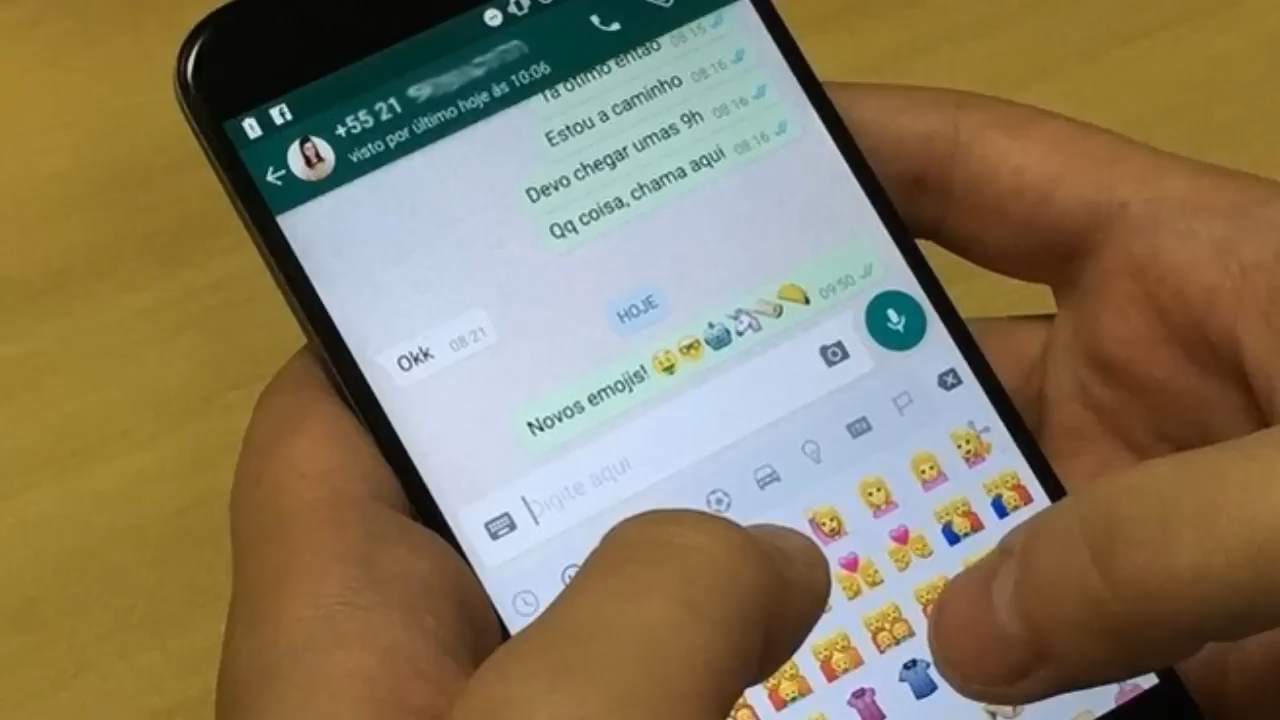 +55 21
visto por último hoje ás 10:06
Ta ótimo então 08:15
Estou a caminho 08:16
Devo chegar umas 9h 08:16
Qq coisa, chama aqui 08:16
Okk 08:21
HOJE
Novos emojis! 🤑🤓🤖🦄🌯🌮 09:50
Digite aqui